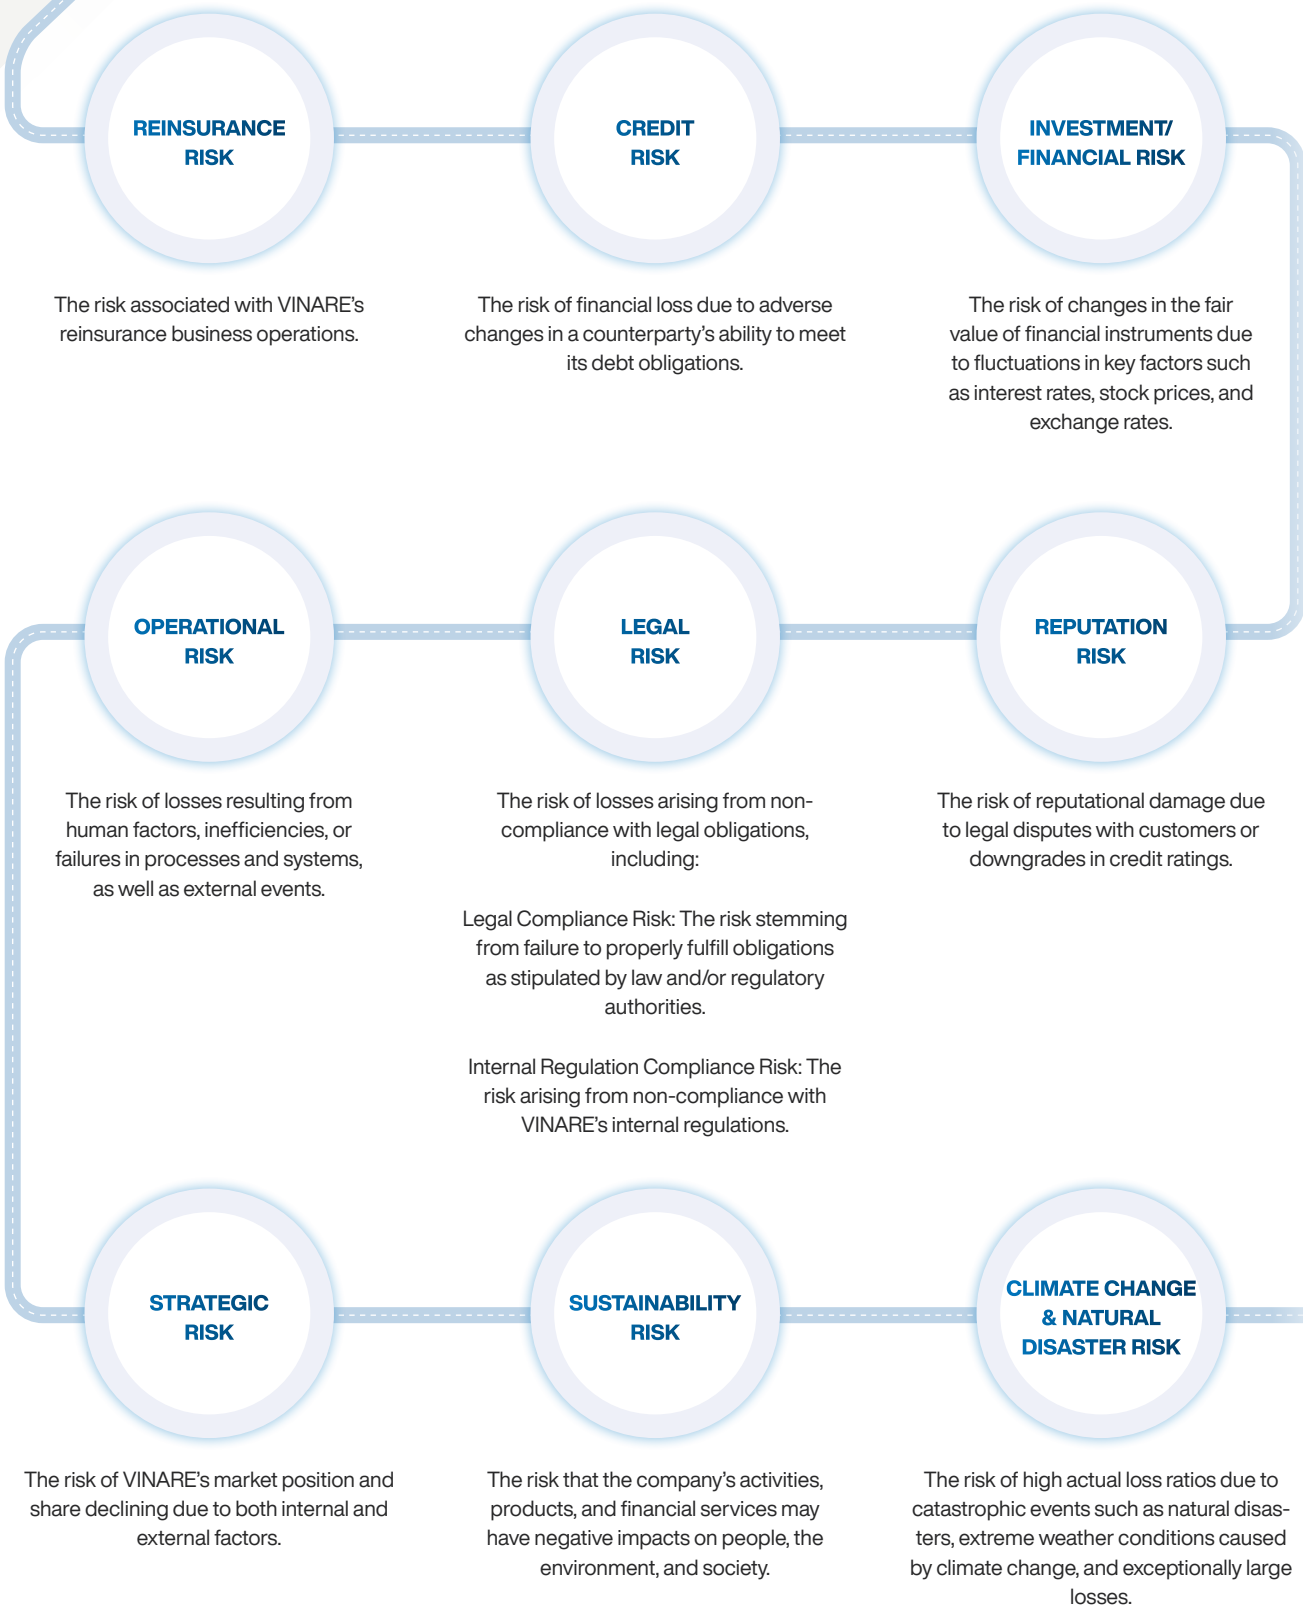 REINSURANCE
RISK
The risk associated with VINARE’s
reinsurance business operations.
CREDIT
RISK
The risk of financial loss due to adverse
changes in a counterparty’s ability to meet
its debt obligations.
INVESTMENT/
FINANCIAL RISK
The risk of changes in the fair
value of financial instruments due
to fluctuations in key factors such
as interest rates, stock prices, and
exchange rates.
OPERATIONAL
RISK
The risk of losses resulting from
human factors, inefficiencies, or
failures in processes and systems,
as well as external events.
LEGAL
RISK
The risk of losses arising from non-
compliance with legal obligations,
including:
Legal Compliance Risk: The risk stemming
from failure to properly fulfill obligations
as stipulated by law and/or regulatory
authorities.
Internal Regulation Compliance Risk: The
risk arising from non-compliance with
VINARE’s internal regulations.
REPUTATION
RISK
The risk of reputational damage due
to legal disputes with customers or
downgrades in credit ratings.
STRATEGIC
RISK
The risk of VINARE’s market position and
share declining due to both internal and
external factors.
SUSTAINABILITY
RISK
The risk that the company’s activities,
products, and financial services may
have negative impacts on people, the
environment, and society.
CLIMATE CHANGE
& NATURAL
DISASTER RISK
The risk of high actual loss ratios due to
catastrophic events such as natural disas-
ters, extreme weather conditions caused
by climate change, and exceptionally large
losses.